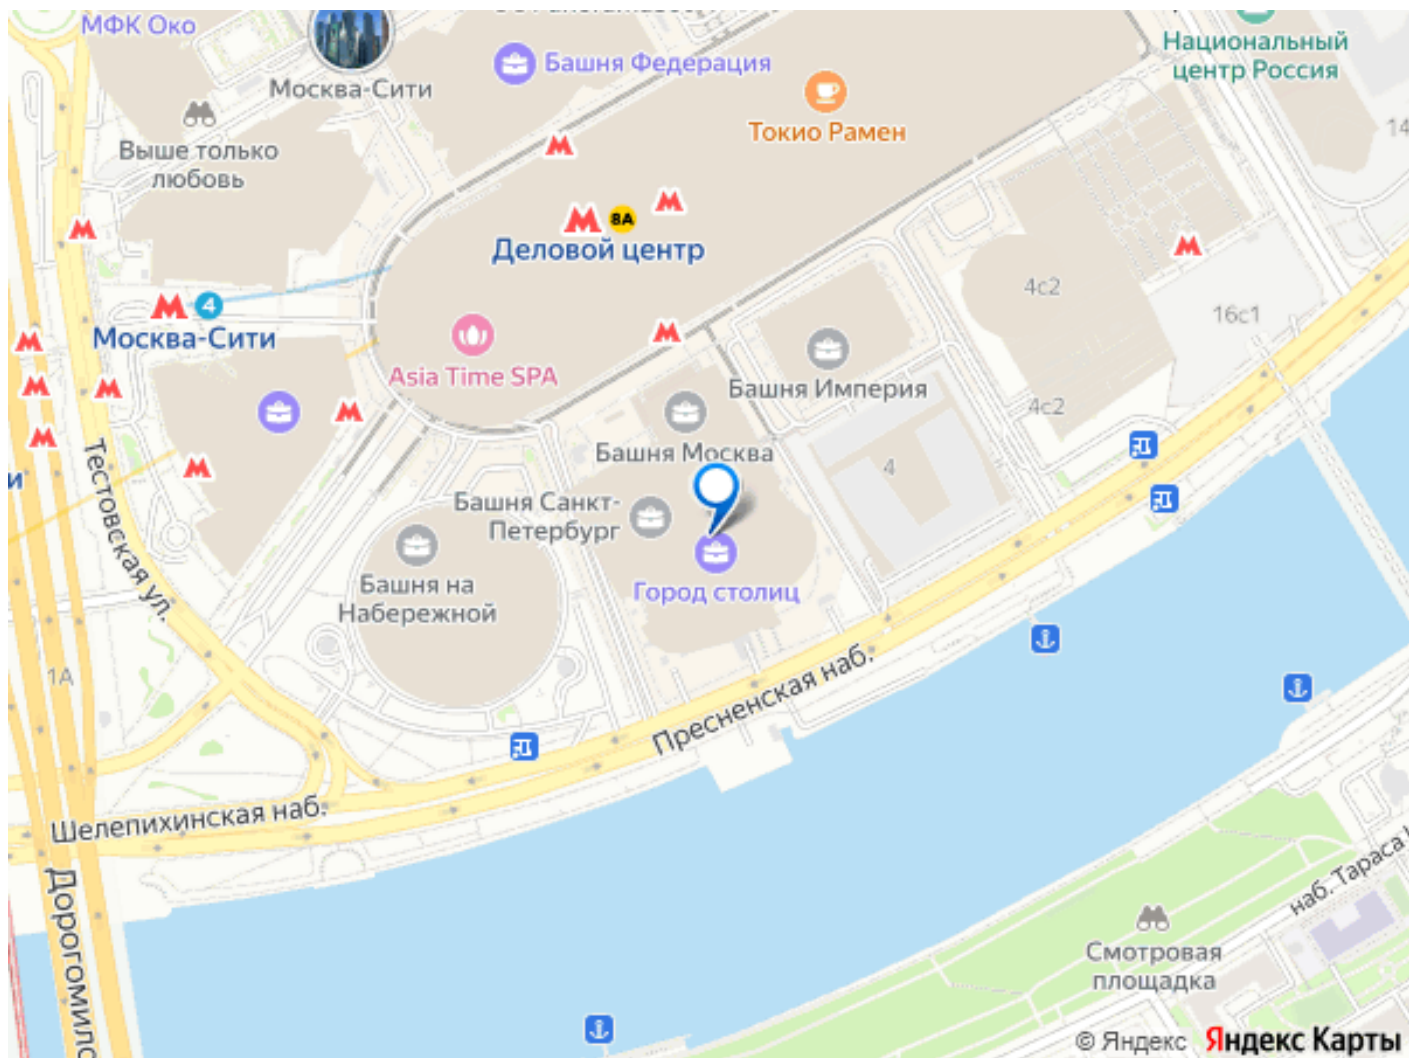 МФК Око
Москва-Сити
Башня Федерация
Национальный
центр Россия
Токио Рамен
Выше только
любовь
8А
Деловой центр
4
Москва-Сити
4с2
16с1
Asia Time SPA
Башня Империя
4с2
Башня Москва
4
Башня Санкт-
Петербург
Тестовская ул.
Башня на
Набережной
Город столиц
1А
Пресненская наб.
Шелепихинская наб.
наб. Тараса
Смотровая
площадка
© Яндекс Яндекс Карты